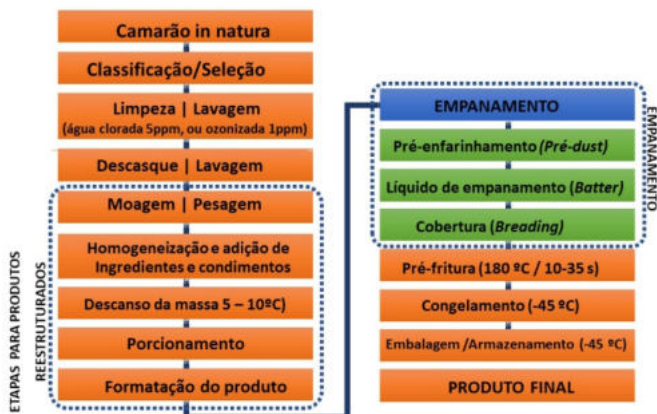 Camarão in natura
Classificação/Seleção
Limpeza | Lavagem
(água clorada 5ppm, ou ozonizada 1ppm)
Descasque | Lavagem
ETAPAS PARA PRODUTOS
REESTRUTURADOS
Moagem | Pesagem
Homogeneização e adição de
Ingredientes e condimentos
Descanso da massa 5 – 10ºC)
Porcionamento
Formatação do produto
EMPANAMENTO
EMPANAMENTO
Pré-enfarinhamento (Pré-dust)
Líquido de empanamento (Batter)
Cobertura (Breading)
Pré-fritura (180 ºC / 10-35 s)
Congelamento (-45 ºC)
Embalagem /Armazenamento (-45 ºC)
PRODUTO FINAL